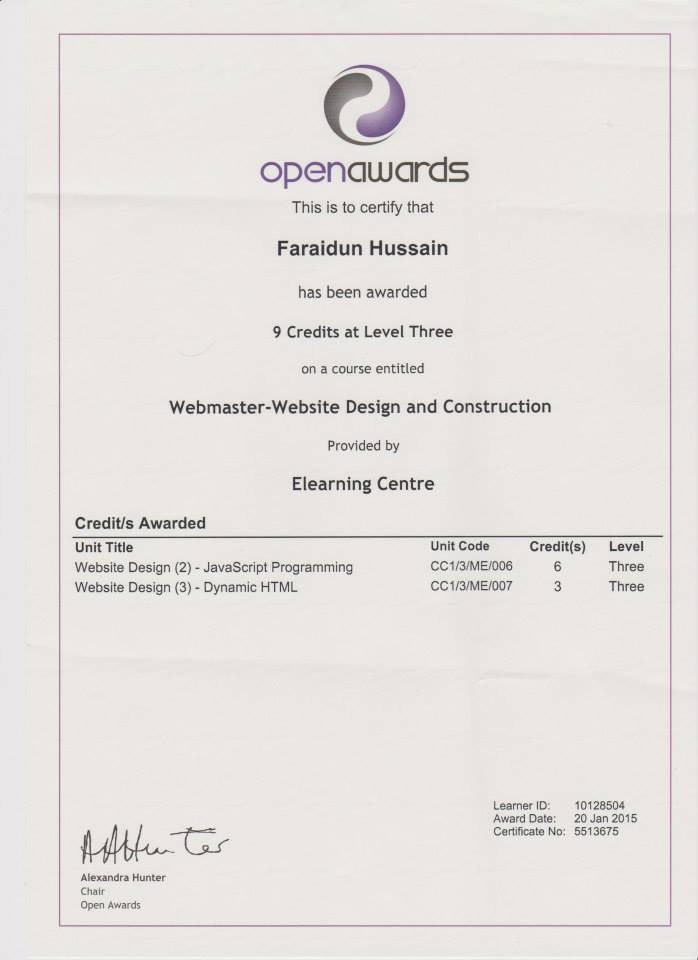 openawards
This is to certify that
Faraidun Hussain
has been awarded
9 Credits at Level Three
on a course entitled
Webmaster-Website Design and Construction
Provided by
Elearning Centre
Credit/s Awarded
Unit Title Unit Code Credit(s) Level
Website Design (2) - JavaScript Programming CC1/3/ME/006 6 Three
Website Design (3) - Dynamic HTML CC1/3/ME/007 3 Three
Learner ID: 10128504
Award Date: 20 Jan 2015
Certificate No: 5513675
AAHunter
Alexandra Hunter
Chair
Open Awards